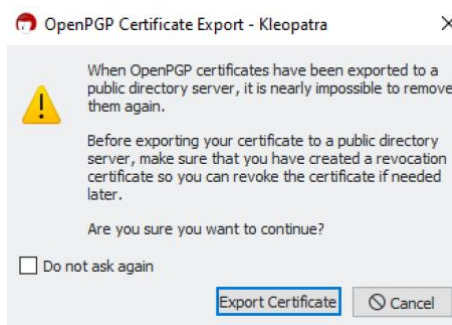 OpenPGP Certificate Export - Kleopatra
When OpenPGP certificates have been exported to a
public directory server, it is nearly impossible to remove
them again.
Before exporting your certificate to a public directory
server, make sure that you have created a revocation
certificate so you can revoke the certificate if needed
later.
Are you sure you want to continue?
Do not ask again
Export Certificate Cancel